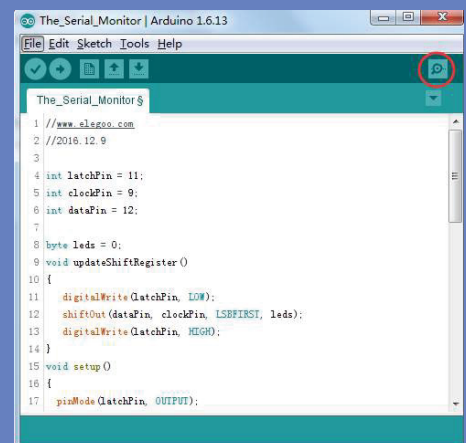 The_Serial_Monitor | Arduino 1.6.13
File Edit Sketch Tools Help
The_Serial_Monitor §
1 //www.elegoo.com
2 //2016.12.9
3
4 int latchPin = 11;
5 int clockPin = 9;
6 int dataPin = 12;
7
8 byte leds = 0;
9 void updateShiftRegister()
10 {
11 digitalWrite(latchPin, LOW);
12 shiftOut(dataPin, clockPin, LSBFIRST, leds);
13 digitalWrite(latchPin, HIGH);
14 }
15 void setup()
16 {
17 pinMode(latchPin, OUTPUT);